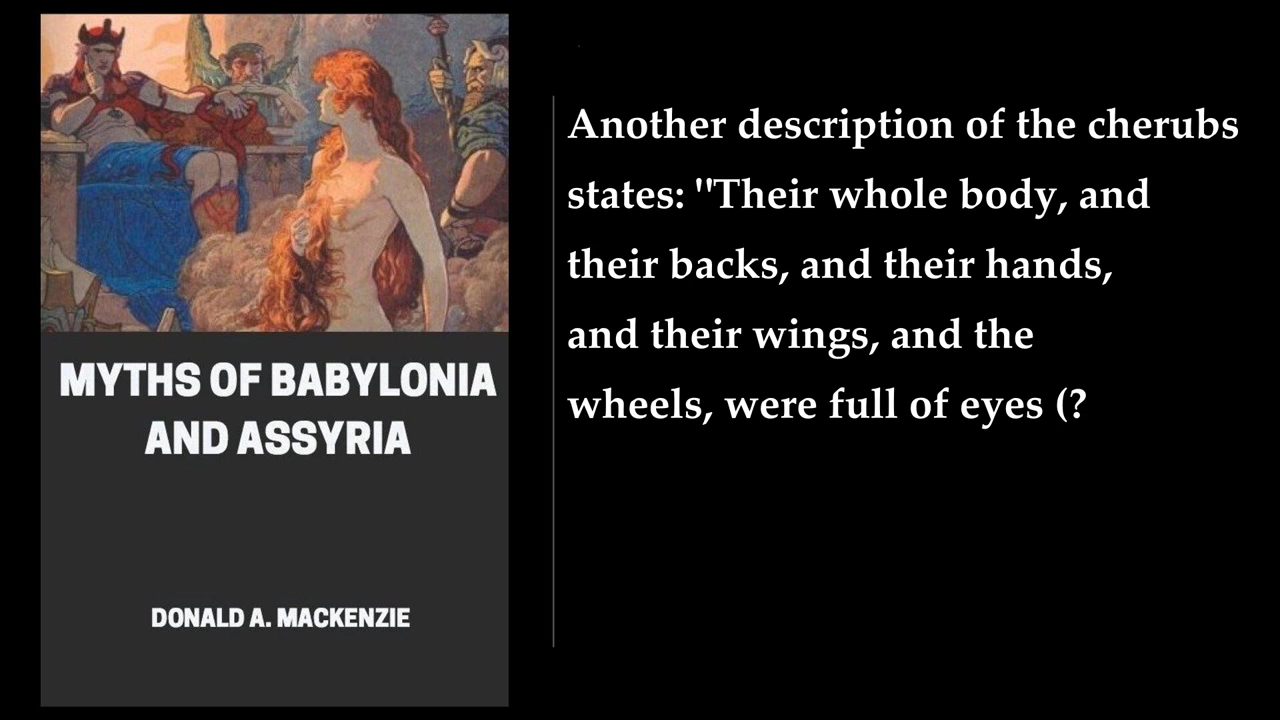 MYTHS OF BABYLONIA
AND ASSYRIA
DONALD A. MACKENZIE
Another description of the cherubs
states: "Their whole body, and
their backs, and their hands,
and their wings, and the
wheels, were full of eyes (?